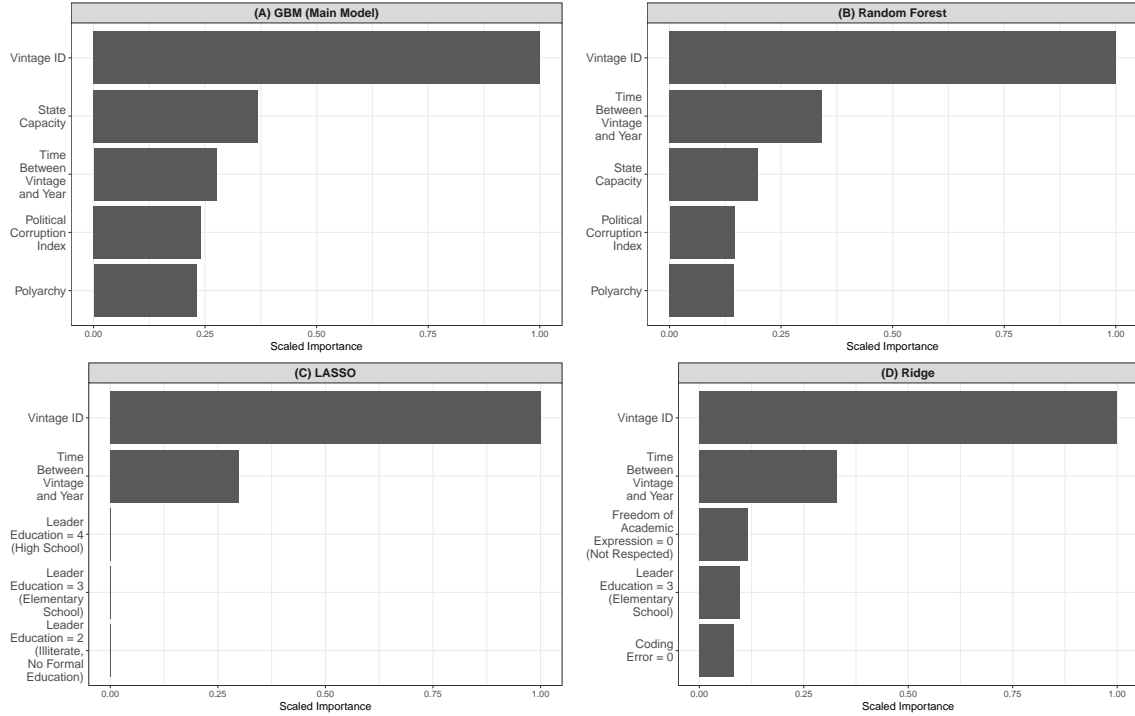 (A) GBM (Main Model)
Vintage ID
State
Capacity
Time
Between
Vintage
and Year
Political
Corruption
Index
Polyarchy
0.00 0.25 0.50 0.75 1.00
Scaled Importance
(B) Random Forest
Vintage ID
Time
Between
Vintage
and Year
State
Capacity
Political
Corruption
Index
Polyarchy
0.00 0.25 0.50 0.75 1.00
Scaled Importance
(C) LASSO
Vintage ID
Time
Between
Vintage
and Year
Leader
Education = 4
(High School)
Leader
Education = 3
(Elementary
School)
Leader
Education = 2
(Illiterate,
No Formal
Education)
0.00 0.25 0.50 0.75 1.00
Scaled Importance
(D) Ridge
Vintage ID
Time
Between
Vintage
and Year
Freedom of
Academic
Expression = 0
(Not Respected)
Leader
Education = 3
(Elementary
School)
Coding
Error = 0
0.00 0.25 0.50 0.75 1.00
Scaled Importance